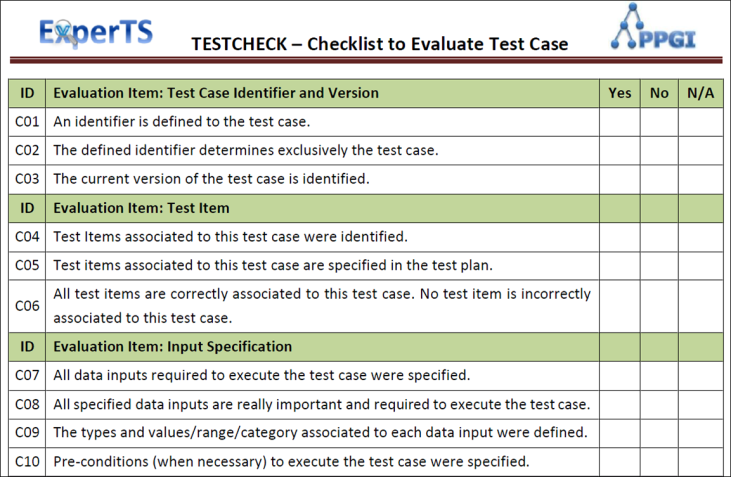 ExperTS
TESTCHECK – Checklist to Evaluate Test Case
APPGI
ID Evaluation Item: Test Case Identifier and Version Yes No N/A
C01 An identifier is defined to the test case.
C02 The defined identifier determines exclusively the test case.
C03 The current version of the test case is identified.
ID Evaluation Item: Test Item
C04 Test Items associated to this test case were identified.
C05 Test items associated to this test case are specified in the test plan.
C06 All test items are correctly associated to this test case. No test item is incorrectly
associated to this test case.
ID Evaluation Item: Input Specification
C07 All data inputs required to execute the test case were specified.
C08 All specified data inputs are really important and required to execute the test case.
C09 The types and values/range/category associated to each data input were defined.
C10 Pre-conditions (when necessary) to execute the test case were specified.